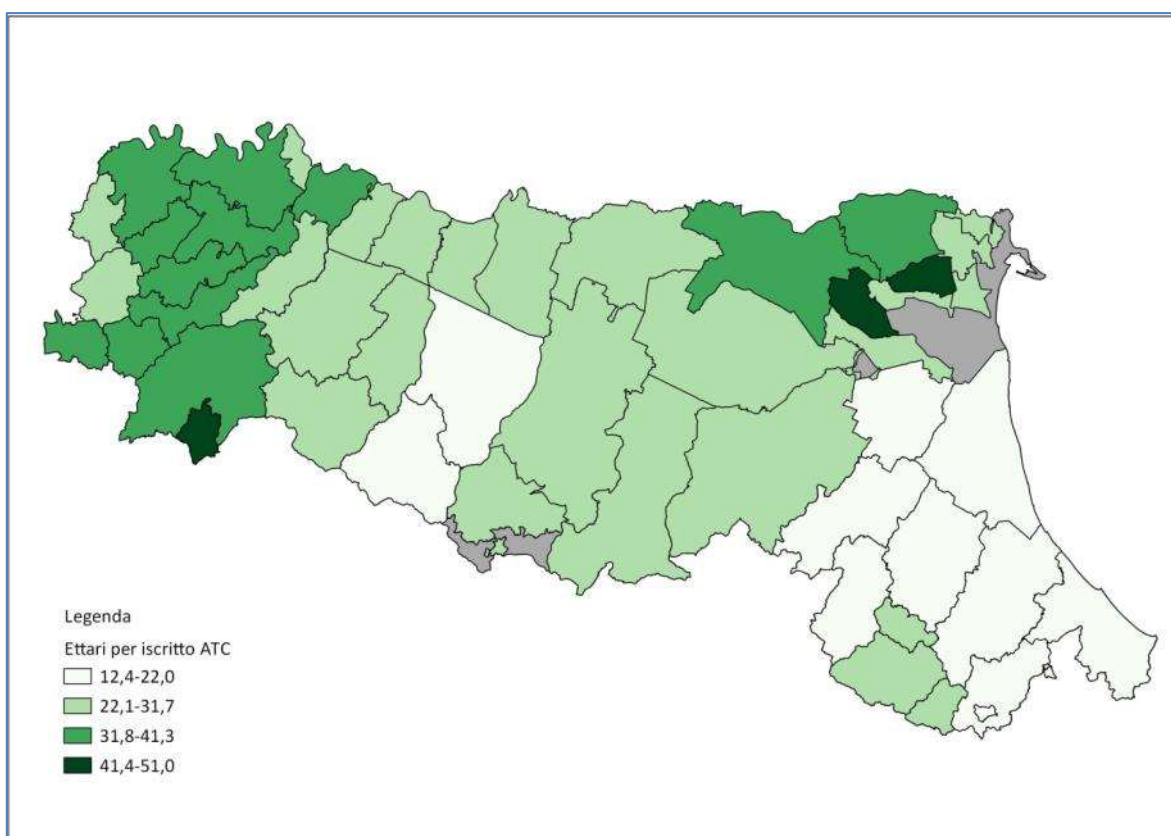 Legenda
Ettari per iscritto ATC
12,4-22,0
22,1-31,7
31,8-41,3
41,4-51,0